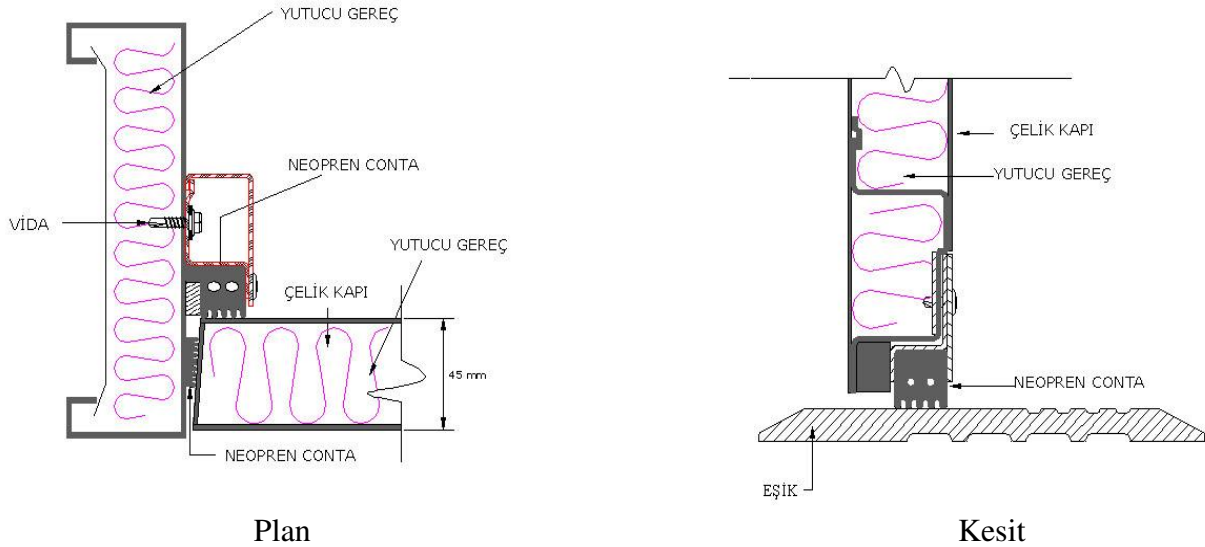 YUTUCU GEREÇ
NEOPREN CONTA
VİDA
YUTUCU GEREÇ
ÇELİK KAPI
45 mm
NEOPREN CONTA
Plan
ÇELİK KAPI
YUTUCU GEREÇ
NEOPREN CONTA
EŞİK
Kesit